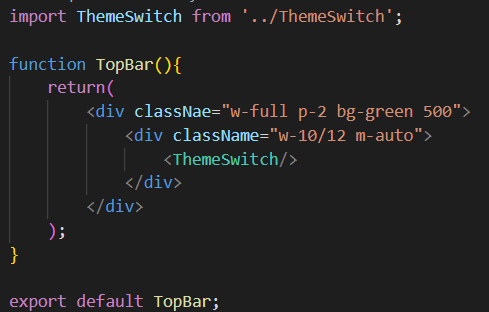 import ThemeSwitch from '../ThemeSwitch';
function TopBar(){
return(
<div classNae="w-full p-2 bg-green 500">
<div className="w-10/12 m-auto">
<ThemeSwitch/>
</div>
</div>
);
}
export default TopBar;